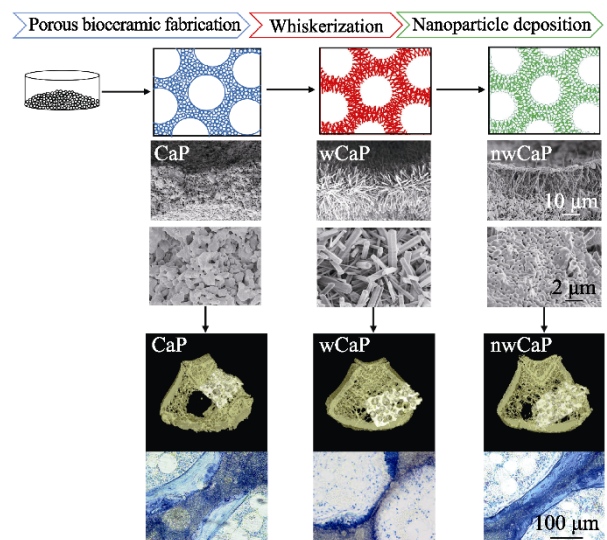 Porous bioceramic fabrication
Whiskerization
Nanoparticle deposition
CaP
wCaP
nwCaP
10 μm
2 μm
CaP
wCaP
nwCaP
100 μm